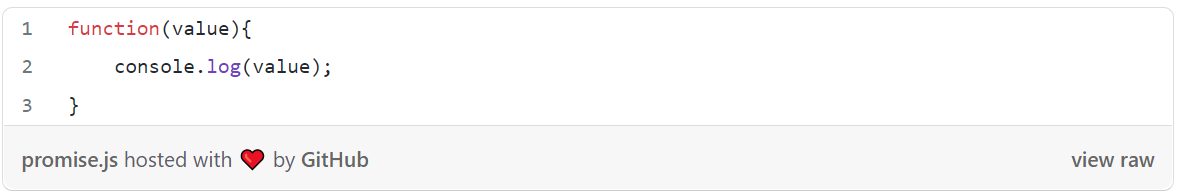 1 function(value){
2     console.log(value);
3 }
promise.js hosted with ❤ by GitHub view raw